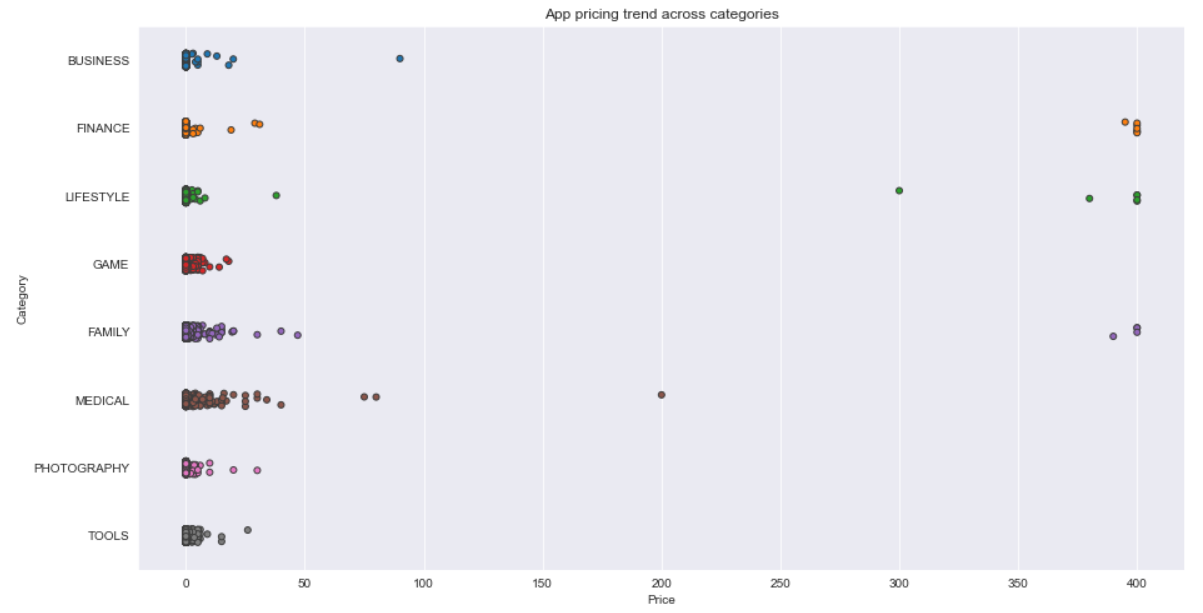 App pricing trend across categories
Category
BUSINESS
FINANCE
LIFESTYLE
GAME
FAMILY
MEDICAL
PHOTOGRAPHY
TOOLS
0 50 100 150 200 250 300 350 400
Price